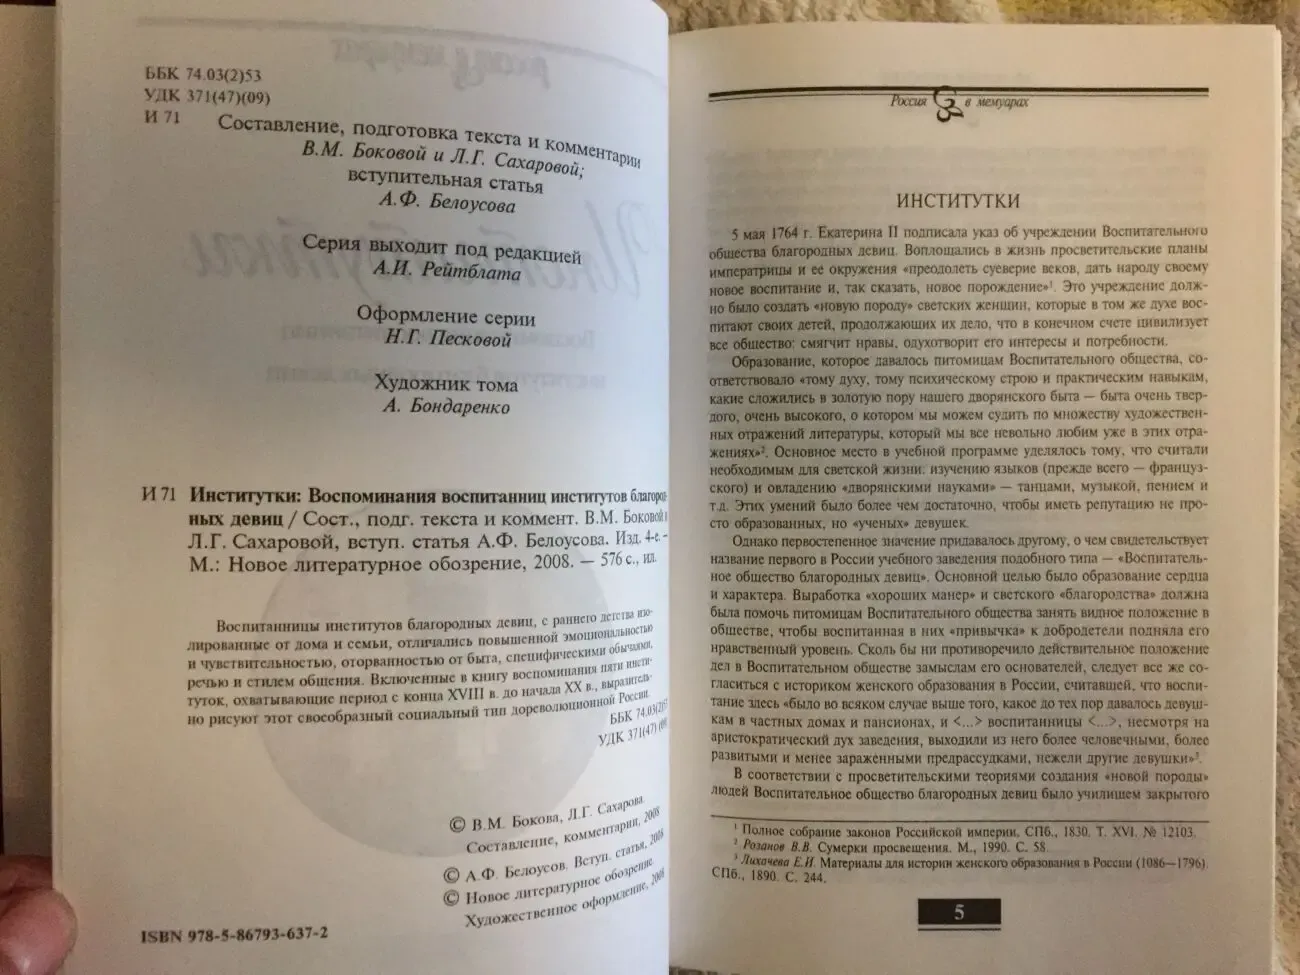 ББК 74.03(2)53
УДК 371(47)(09)
И 71
Составление, подготовка текста и комментарии
В.М. Боковой и Л.Г. Сахаровой;
вступительная статья
А.Ф. Белоусова
Серия выходит под редакцией
А.И. Рейтблата
Оформление серии
Н.Г. Песковой
Художник тома
А. Бондаренко
И 71 Институтки: Воспоминания воспитанниц институтов благород-
ных девиц / Сост., подг. текста и коммент. В.М. Боковой и
Л.Г. Сахаровой, вступ. статья А.Ф. Белоусова. Изд. 4-е. –
М.: Новое литературное обозрение, 2008. — 576 с., ил.
Воспитанницы институтов благородных девиц, с раннего детства изо-
лированные от дома и семьи, отличались повышенной эмоциональностью
и чувствительностью, оторванностью от быта, специфическими обычаями,
речью и стилем общения. Включенные в книгу воспоминания пяти инсти-
туток, охватывающие период с конца XVIII в. до начала XX в., выразитель-
но рисуют этот своеобразный социальный тип дореволюционной России.
ББК 74.03(2)53
УДК 371(47)(09)
© В.М. Бокова, Л.Г. Сахарова.
Составление, комментарии, 2008
© А.Ф. Белоусов. Вступ. статья, 2008
© Новое литературное обозрение
Художественное оформление, 2008
ISBN 978-5-86793-637-2
Россия в мемуарах
ИНСТИТУТКИ
5 мая 1764 г. Екатерина II подписала указ об учреждении Воспитательного
общества благородных девиц. Воплощались в жизнь просветительские планы
императрицы и ее окружения «преодолеть суеверие веков, дать народу своему
новое воспитание и, так сказать, новое порождение»¹. Это учреждение долж-
но было создать «новую породу» светских женщин, которые в том же духе вос-
питают своих детей, продолжающих их дело, что в конечном счете цивилизует
все общество: смягчит нравы, одухотворит его интересы и потребности.
Образование, которое давалось питомицам Воспитательного общества, со-
ответствовало «тому духу, тому психическому строю и практическим навыкам,
какие сложились в золотую пору нашего дворянского быта — быта очень твер-
дого, очень высокого, о котором мы можем судить по множеству художествен-
ных отражений литературы, который мы все невольно любим уже в этих отра-
жениях»². Основное место в учебной программе уделялось тому, что считали
необходимым для светской жизни: изучению языков (прежде всего — француз-
ского) и овладению «дворянскими науками» — танцами, музыкой, пением и
т.д. Этих умений было более чем достаточно, чтобы иметь репутацию не про-
сто образованных, но «ученых» девушек.
Однако первостепенное значение придавалось другому, о чем свидетельствует
название первого в России учебного заведения подобного типа — «Воспитатель-
ное общество благородных девиц». Основной целью было образование сердца
и характера. Выработка «хороших манер» и светского «благородства» должна
была помочь питомицам Воспитательного общества занять видное положение в
обществе, чтобы воспитанная в них «привычка» к добродетели подняла его
нравственный уровень. Сколь бы ни противоречило действительное положение
дел в Воспитательном обществе замыслам его основателей, следует все же со-
гласиться с историком женского образования в России, считавшей, что воспи-
тание здесь «было во всяком случае выше того, какое до тех пор давалось девуш-
кам в частных домах и пансионах, и <...> воспитанницы <...>, несмотря на
аристократический дух заведения, выходили из него более человечными, более
развитыми и менее зараженными предрассудками, нежели другие девушки»³.
В соответствии с просветительскими теориями создания «новой породы»
людей Воспитательное общество благородных девиц было училищем закрытого
¹ Полное собрание законов Российской империи. СПб., 1830. Т. XVI. № 12103.
² Розанов В.В. Сумерки просвещения. М., 1990. С. 58.
³ Лихачева Е.И. Материалы для истории женского образования в России (1086—1796).
СПб., 1890. С. 244.
5